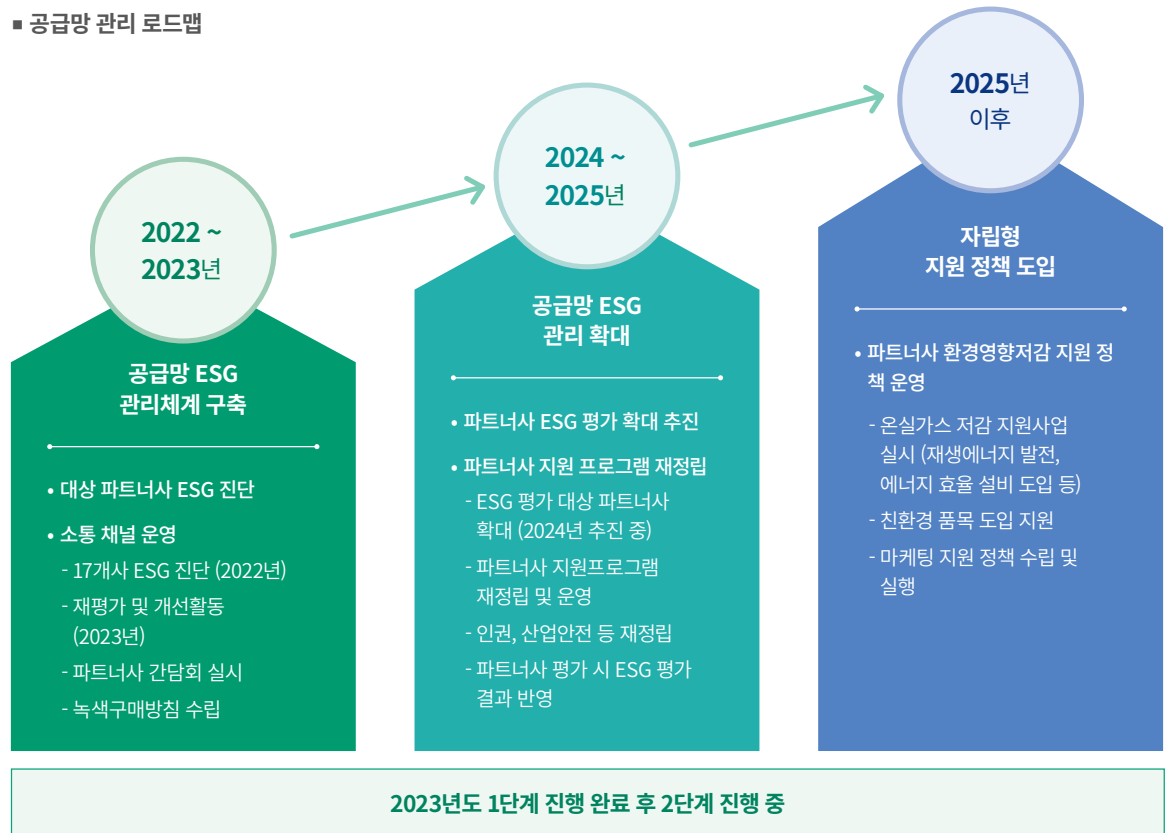 ▪ 공급망 관리 로드맵
2022 ~
2023년
공급망 ESG
관리체계 구축
• 대상 파트너사 ESG 진단
• 소통 채널 운영
- 17개사 ESG 진단 (2022년)
- 재평가 및 개선활동
(2023년)
- 파트너사 간담회 실시
- 녹색구매방침 수립
2024 ~
2025년
공급망 ESG
관리 확대
• 파트너사 ESG 평가 확대 추진
• 파트너사 지원 프로그램 재정립
- ESG 평가 대상 파트너사
확대 (2024년 추진 중)
- 파트너사 지원프로그램
재정립 및 운영
- 인권, 산업안전 등 재정립
- 파트너사 평가 시 ESG 평가
결과 반영
2025년
이후
자립형
지원 정책 도입
• 파트너사 환경영향저감 지원 정
책 운영
- 온실가스 저감 지원사업
실시 (재생에너지 발전,
에너지 효율 설비 도입 등)
- 친환경 품목 도입 지원
- 마케팅 지원 정책 수립 및
실행
2023년도 1단계 진행 완료 후 2단계 진행 중